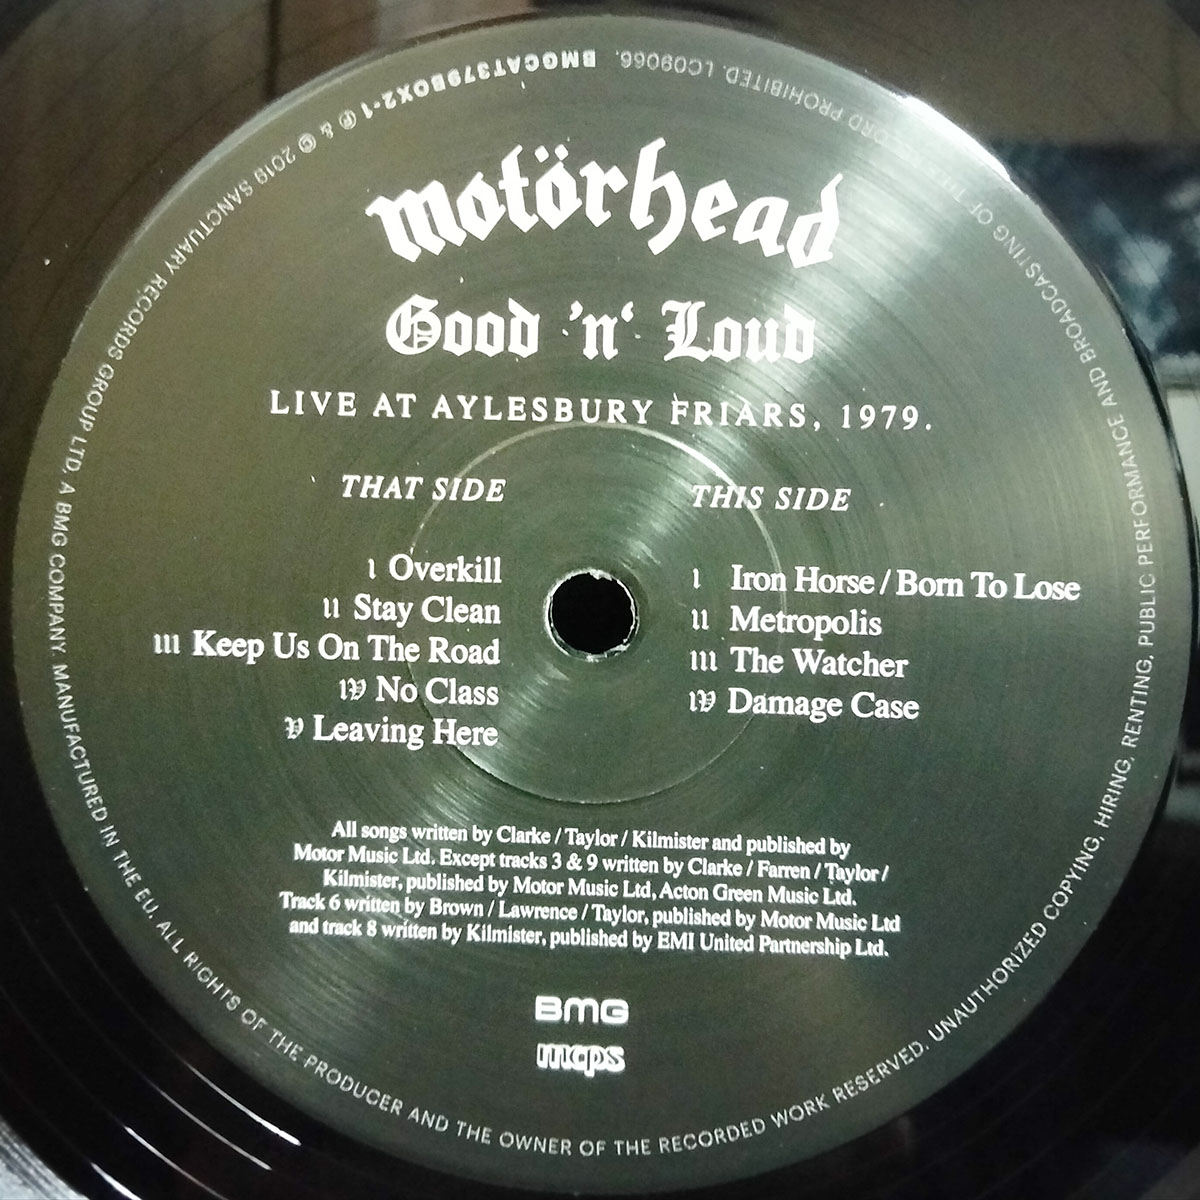 motörhead
Good 'n' Loud
LIVE AT AYLESBURY FRIARS, 1979.
THAT SIDE
I Overkill
II Stay Clean
III Keep Us On The Road
IV No Class
V Leaving Here
THIS SIDE
I Iron Horse / Born To Lose
II Metropolis
III The Watcher
IV Damage Case
All songs written by Clarke / Taylor / Kilmister and published by
Motor Music Ltd. Except tracks 3 & 9 written by Clarke / Farren / Taylor /
Kilmister, published by Motor Music Ltd, Acton Green Music Ltd.
Track 6 written by Brown / Lawrence / Taylor, published by Motor Music Ltd
and track 8 written by Kilmister, published by EMI United Partnership Ltd.
BMG
mcps
BMGCAT379BOX2-1 ℗ & © 2019 SANCTUARY RECORDS GROUP LTD, A BMG COMPANY. MANUFACTURED IN THE EU. ALL RIGHTS OF THE PRODUCER AND THE OWNER OF THE RECORDED WORK RESERVED. UNAUTHORIZED COPYING, HIRING, RENTING, PUBLIC PERFORMANCE AND BROADCASTING OF PROHIBITED. LC09066.